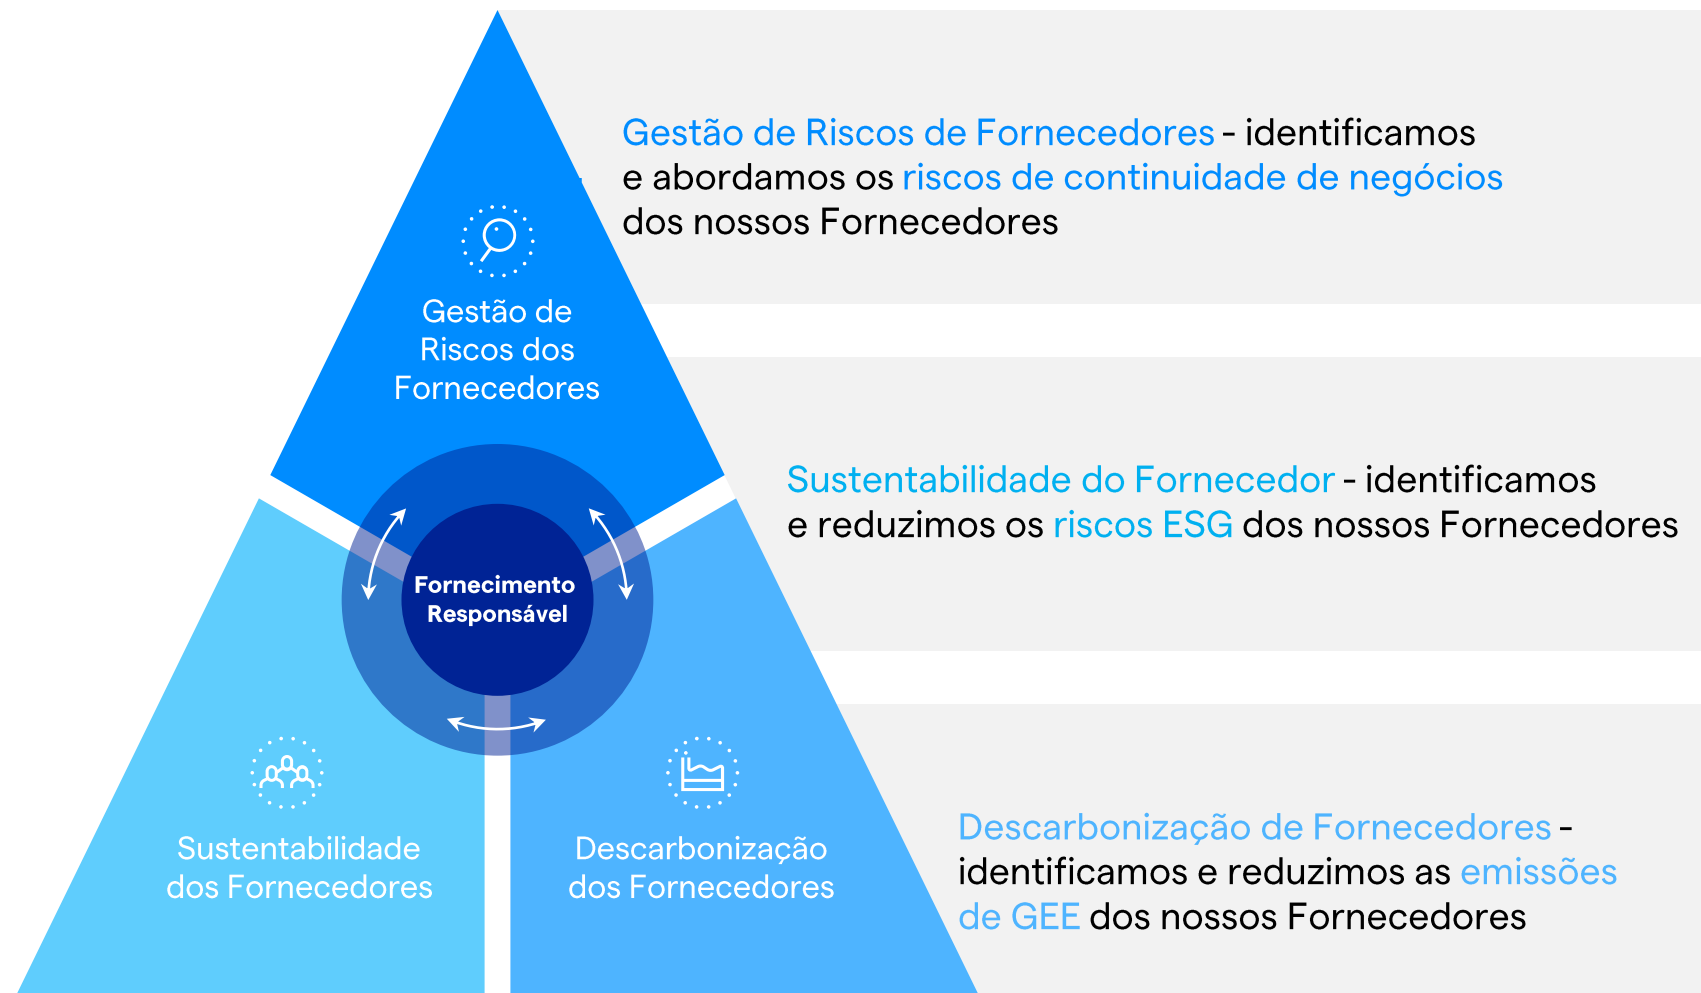 Gestão de Riscos de Fornecedores - identificamos
e abordamos os riscos de continuidade de negócios
dos nossos Fornecedores
Gestão de
Riscos dos
Fornecedores
Sustentabilidade do Fornecedor - identificamos
e reduzimos os riscos ESG dos nossos Fornecedores
Fornecimento
Responsável
Sustentabilidade
dos Fornecedores
Descarbonização
dos Fornecedores
Descarbonização de Fornecedores -
identificamos e reduzimos as emissões
de GEE dos nossos Fornecedores